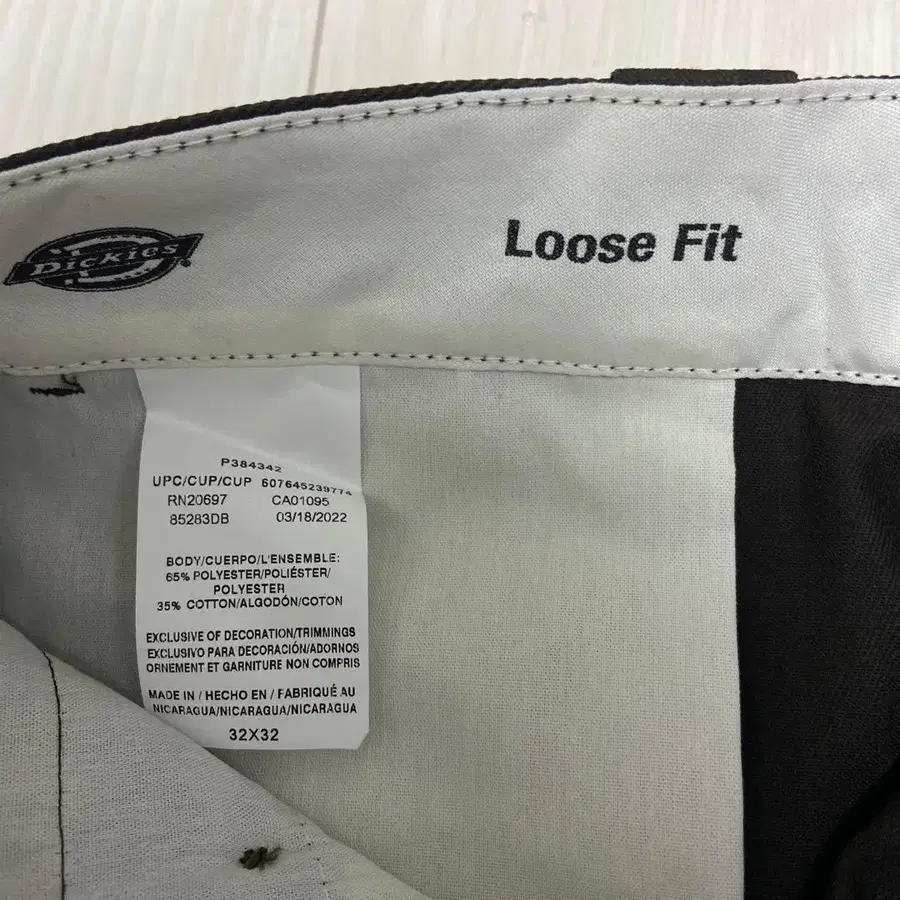 Dickies®
Loose Fit
P384342
UPC/CUP/CUP 607645239774
RN20697 CA01095
85283DB 03/18/2022
BODY/CUERPO/L'ENSEMBLE:
65% POLYESTER/POLIÉSTER/
POLYESTER
35% COTTON/ALGODÓN/COTON
EXCLUSIVE OF DECORATION/TRIMMINGS
EXCLUSIVO PARA DECORACIÓN/ADORNOS
ORNEMENT ET GARNITURE NON COMPRIS
MADE IN / HECHO EN / FABRIQUÉ AU
NICARAGUA/NICARAGUA/NICARAGUA
32X32